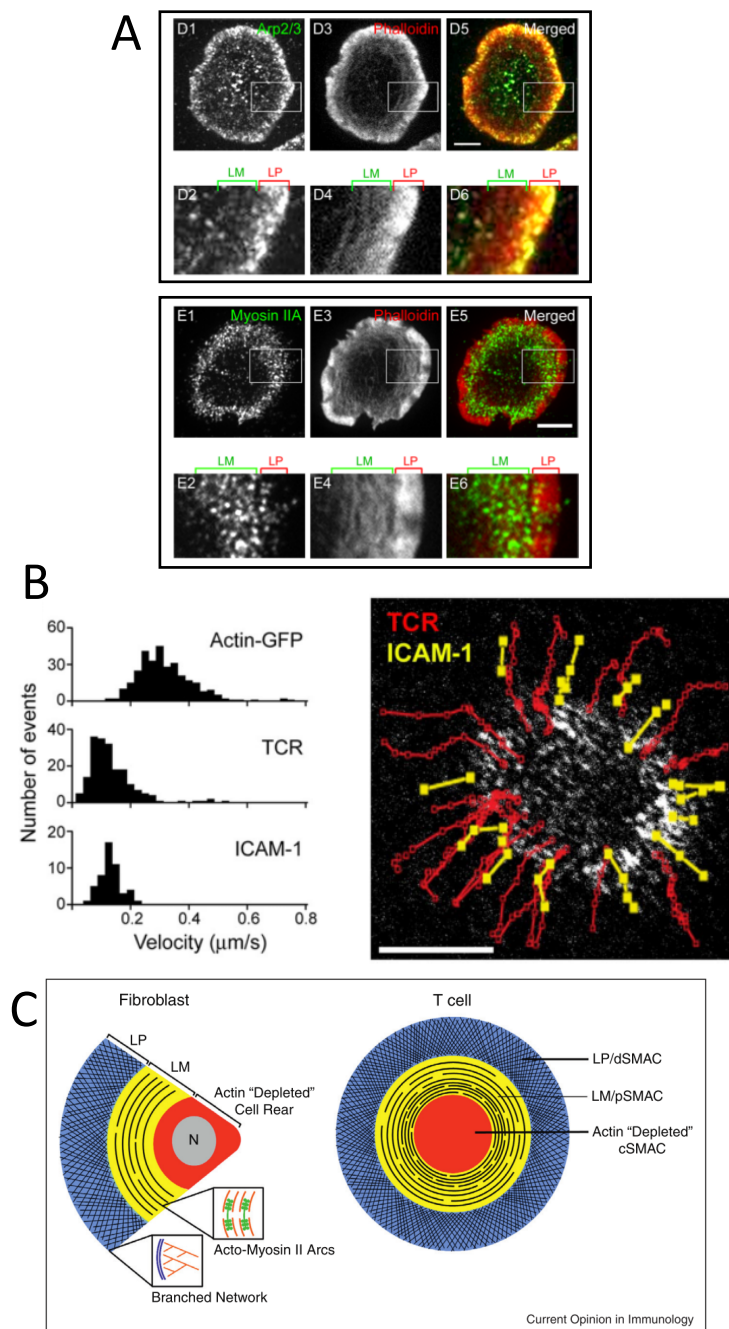 A
D1 Arp2/3
D3 Phalloidin
D5 Merged
LM LP
LM LP
LM LP
D2
D4
D6
E1 Myosin IIA
E3 Phalloidin
E5 Merged
LM LP
LM LP
LM LP
E2
E4
E6
B
Number of events
60
30
0
Actin-GFP
40
20
0
TCR
20
10
0
ICAM-1
0.2 0.4 0.6 0.8
Velocity (μm/s)
TCR
ICAM-1
C
Fibroblast
LP
LM
Actin "Depleted"
Cell Rear
N
Acto-Myosin II Arcs
Branched Network
T cell
LP/dSMAC
LM/pSMAC
Actin "Depleted"
cSMAC
Current Opinion in Immunology